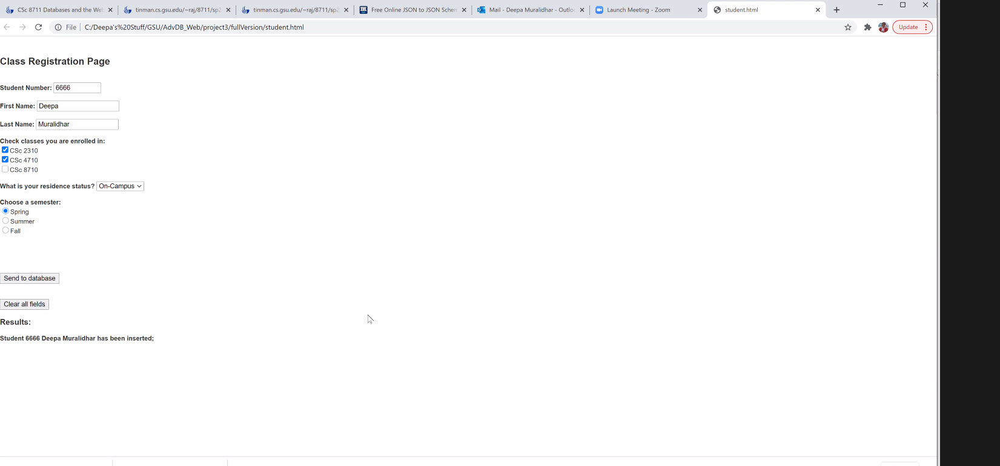 CSc 8711 Databases and the We
tinman.cs.gsu.edu/~raj/8711/sp2
tinman.cs.gsu.edu/~raj/8711/sp2
Free Online JSON to JSON Schem
Mail - Deepa Muralidhar - Outloo
Launch Meeting - Zoom
student.html
File
C:/Deepa's%20Stuff/GSU/AdvDB_Web/project3/fullVersion/student.html
Update
Class Registration Page
Student Number: 6666
First Name: Deepa
Last Name: Muralidhar
Check classes you are enrolled in:
CSc 2310
CSc 4710
CSc 8710
What is your residence status? On-Campus
Choose a semester:
Spring
Summer
Fall
Send to database
Clear all fields
Results:
Student 6666 Deepa Muralidhar has been inserted;